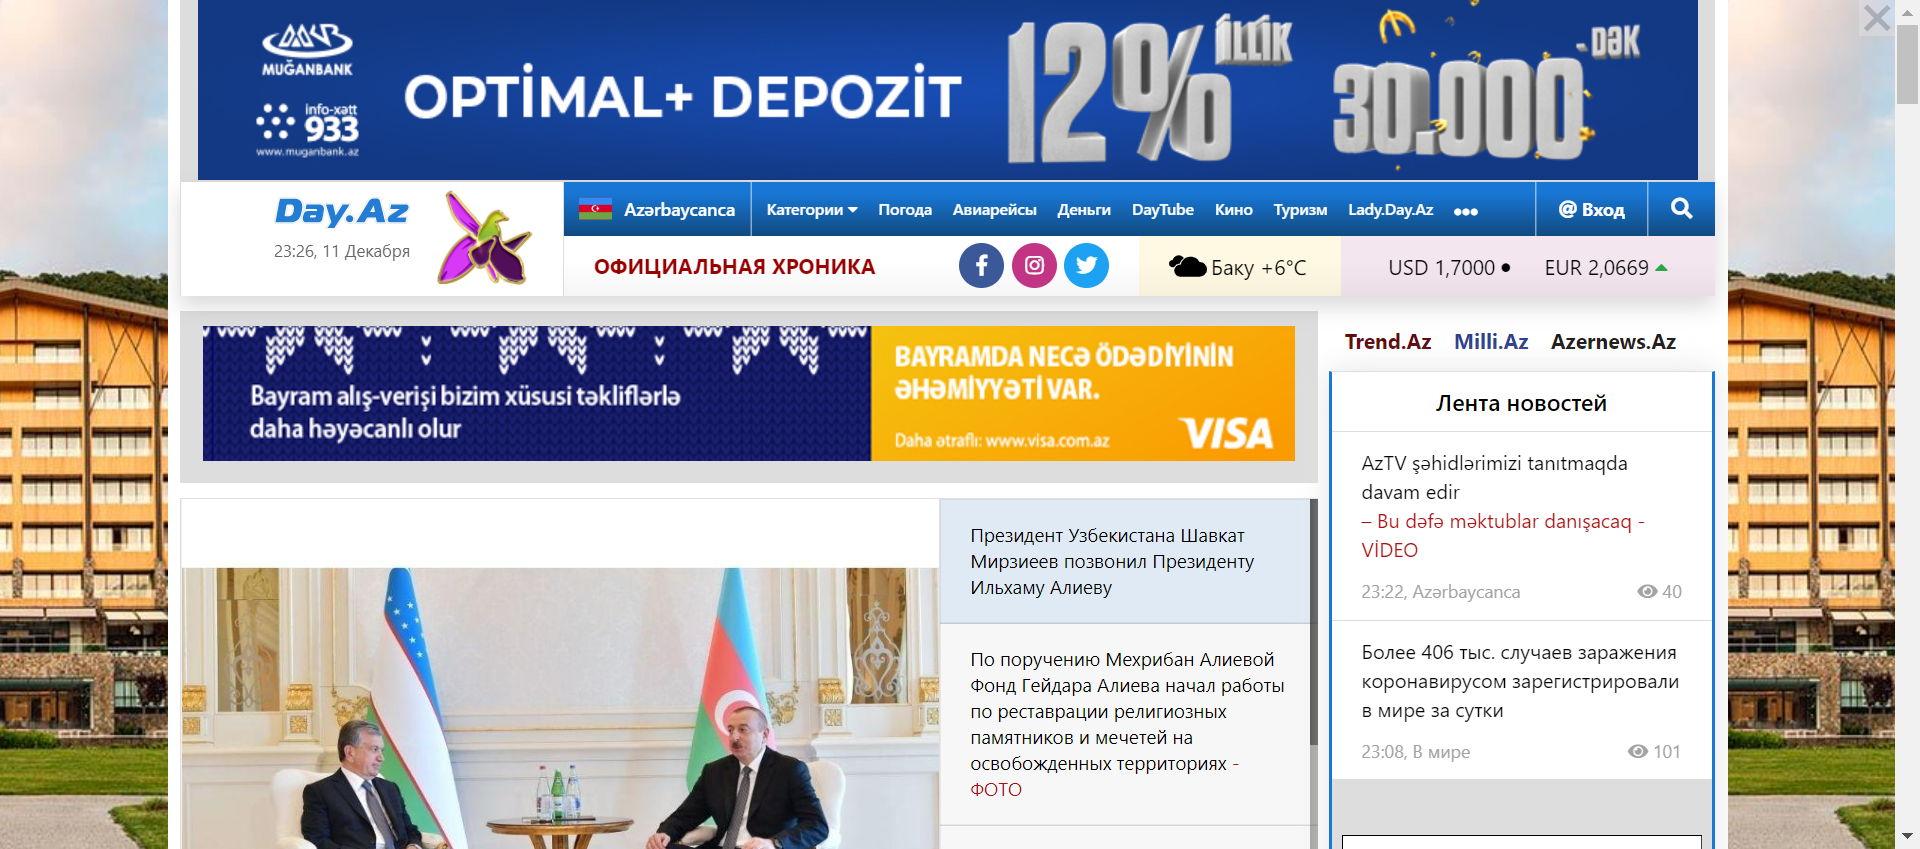 MUĞANBANK
info-xətt
933
www.muganbank.az
OPTİMAL+ DEPOZİT
12% İLLİK
30.000 -DƏK
Day.Az
23:26, 11 Декабря
Azərbaycanca
Категории
Погода
Авиарейсы
Деньги
DayTube
Кино
Туризм
Lady.Day.Az
@ Вход
ОФИЦИАЛЬНАЯ ХРОНИКА
Баку +6°C
USD 1,7000
EUR 2,0669
Bayram alış-verişi bizim xüsusi təkliflərlə
daha həyəcanlı olur
BAYRAMDA NECƏ ÖDƏDİYİNİN
ƏHƏMİYYƏTİ VAR.
Daha ətraflı: www.visa.com.az
VISA
Trend.Az
Milli.Az
Azernews.Az
Президент Узбекистана Шавкат
Мирзиеев позвонил Президенту
Ильхаму Алиеву
По поручению Мехрибан Алиевой
Фонд Гейдара Алиева начал работы
по реставрации религиозных
памятников и мечетей на
освобожденных территориях -
ФОТО
Лента новостей
AzTV şəhidlərimizi tanıtmaqda
davam edir
– Bu dəfə məktublar danışacaq -
VİDEO
23:22, Azərbaycanca
40
Более 406 тыс. случаев заражения
коронавирусом зарегистрировали
в мире за сутки
23:08, В мире
101